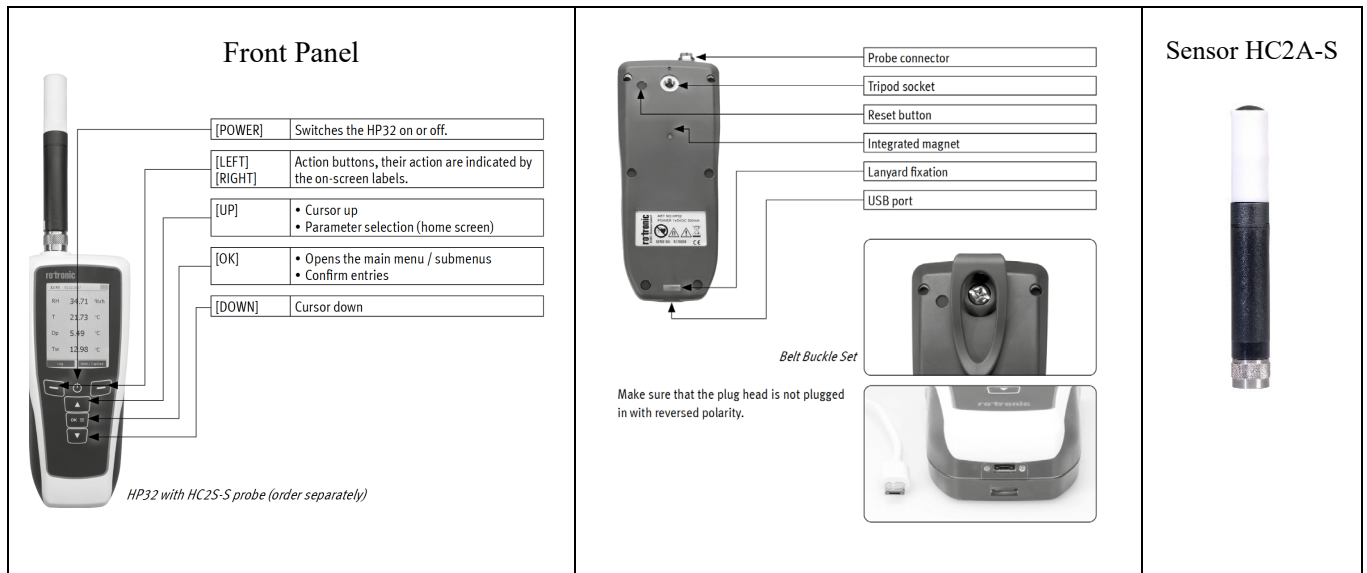 Front Panel
[POWER] Switches the HP32 on or off.
[LEFT] Action buttons, their action are indicated by
[RIGHT] the on-screen labels.
[UP] • Cursor up
• Parameter selection (home screen)
[OK] • Opens the main menu / submenus
• Confirm entries
[DOWN] Cursor down
rotronic
RH 34.71 %rh
T 21.73 °C
Dp 5.49 °C
Tw 12.98 °C
OK
HP32 with HC2S-S probe (order separately)
Probe connector
Tripod socket
Reset button
Integrated magnet
Lanyard fixation
USB port
rotronic
Belt Buckle Set
Make sure that the plug head is not plugged
in with reversed polarity.
rotronic
Sensor HC2A-S